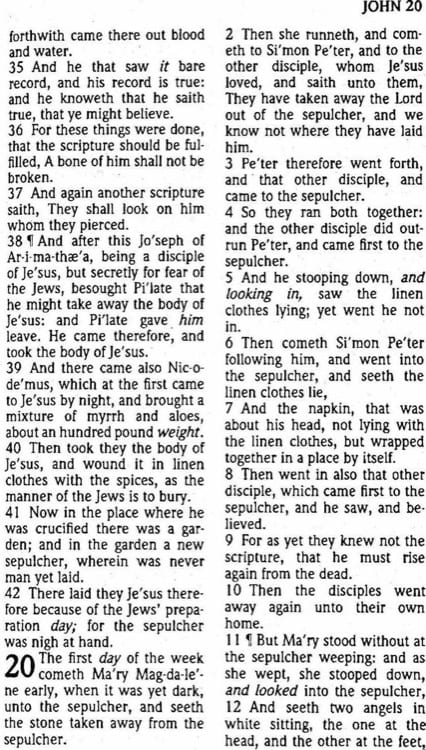 JOHN 20
forthwith came there out blood
and water.
35 And he that saw it bare
record, and his record is true:
and he knoweth that he saith
true, that ye might believe.
36 For these things were done,
that the scripture should be ful-
filled, A bone of him shall not be
broken.
37 And again another scripture
saith, They shall look on him
whom they pierced.
38 ¶ And after this Jo′seph of
Ar-i-ma-thæ′a, being a disciple
of Je′sus, but secretly for fear of
the Jews, besought Pi′late that
he might take away the body of
Je′sus: and Pi′late gave him
leave. He came therefore, and
took the body of Je′sus.
39 And there came also Nic-o-
de′mus, which at the first came
to Je′sus by night, and brought a
mixture of myrrh and aloes,
about an hundred pound weight.
40 Then took they the body of
Je′sus, and wound it in linen
clothes with the spices, as the
manner of the Jews is to bury.
41 Now in the place where he
was crucified there was a gar-
den; and in the garden a new
sepulcher, wherein was never
man yet laid.
42 There laid they Je′sus there-
fore because of the Jews' prepa-
ration day; for the sepulcher
was nigh at hand.
20 The first day of the week
cometh Ma′ry Mag-da-le′-
ne early, when it was yet dark,
unto the sepulcher, and seeth
the stone taken away from the
sepulcher.
2 Then she runneth, and com-
eth to Si′mon Pe′ter, and to the
other disciple, whom Je′sus
loved, and saith unto them,
They have taken away the Lord
out of the sepulcher, and we
know not where they have laid
him.
3 Pe′ter therefore went forth,
and that other disciple, and
came to the sepulcher.
4 So they ran both together:
and the other disciple did out-
run Pe′ter, and came first to the
sepulcher.
5 And he stooping down, and
looking in, saw the linen
clothes lying; yet went he not
in.
6 Then cometh Si′mon Pe′ter
following him, and went into
the sepulcher, and seeth the
linen clothes lie,
7 And the napkin, that was
about his head, not lying with
the linen clothes, but wrapped
together in a place by itself.
8 Then went in also that other
disciple, which came first to the
sepulcher, and he saw, and be-
lieved.
9 For as yet they knew not the
scripture, that he must rise
again from the dead.
10 Then the disciples went
away again unto their own
home.
11 ¶ But Ma′ry stood without at
the sepulcher weeping: and as
she wept, she stooped down,
and looked into the sepulcher,
12 And seeth two angels in
white sitting, the one at the
head, and the other at the feet,